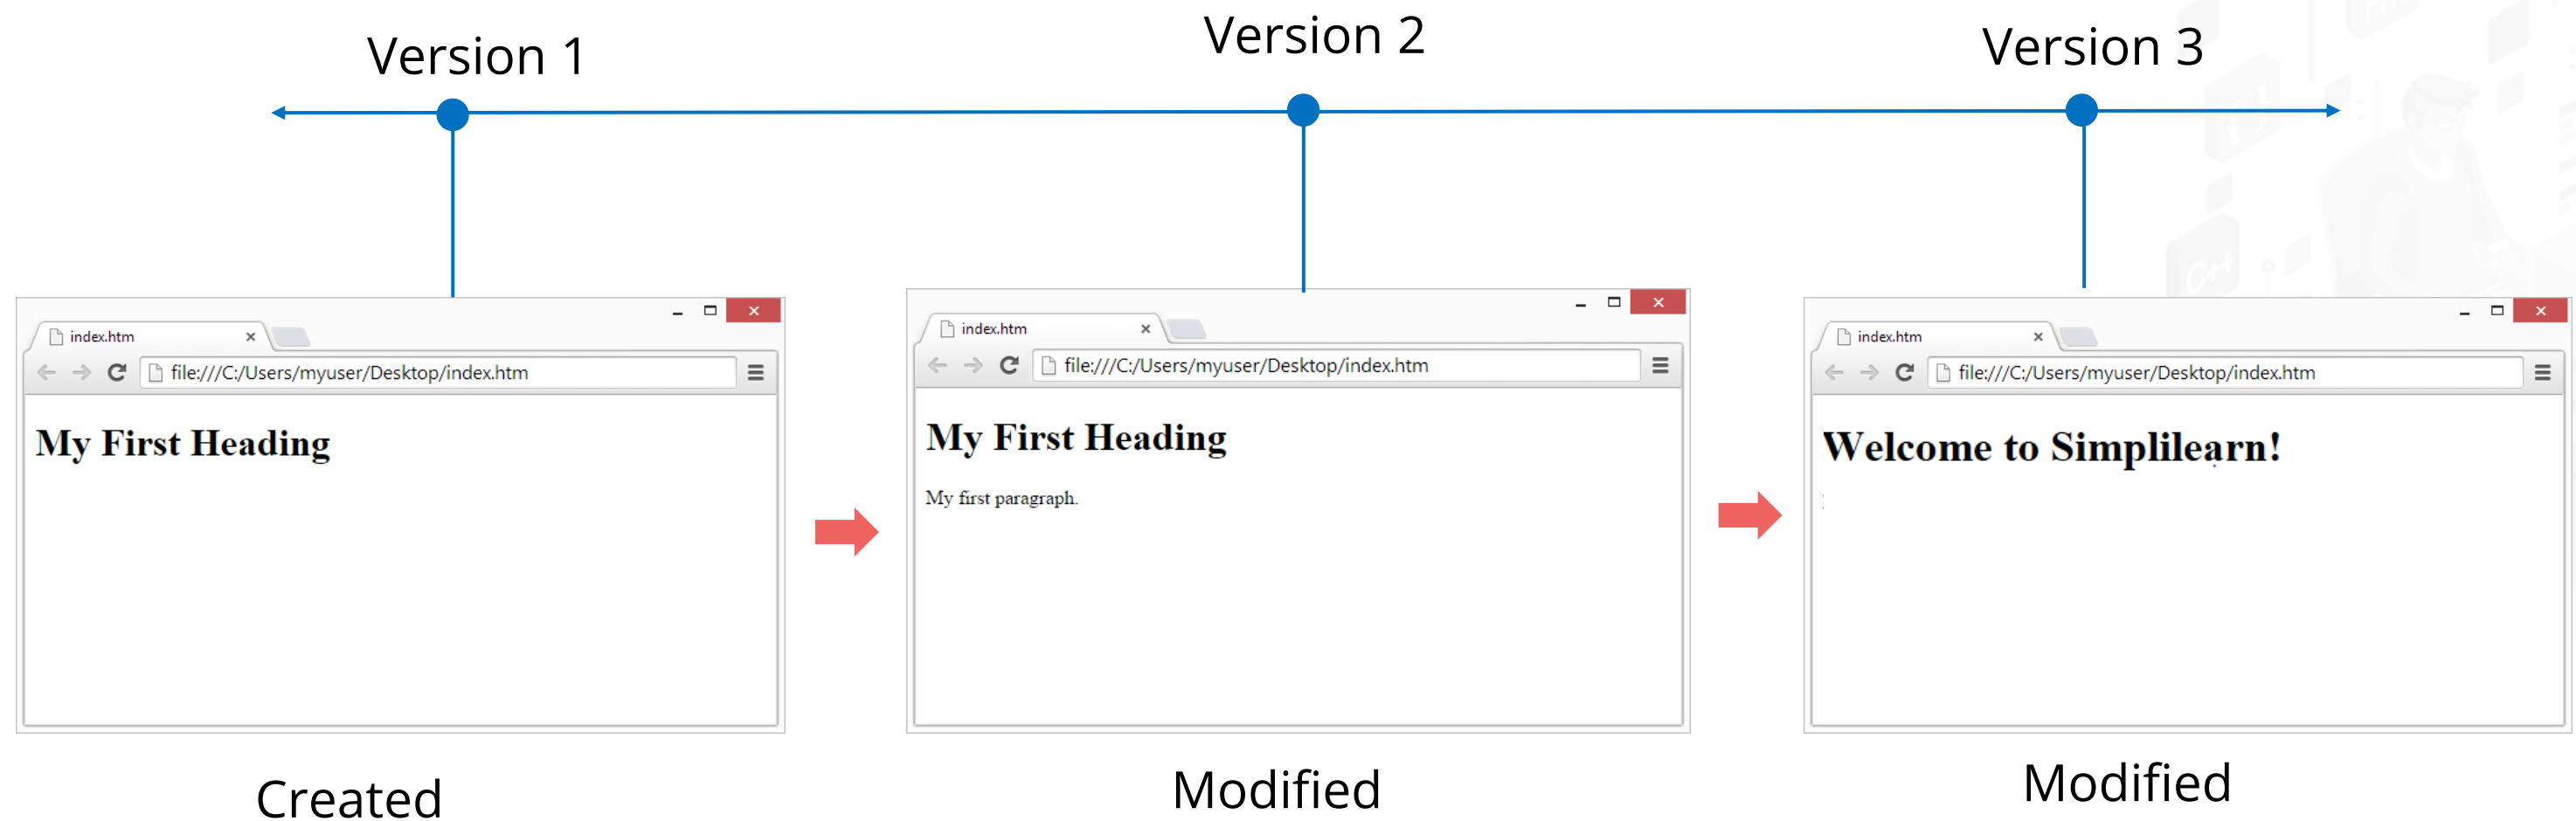 Version 1
Version 2
Version 3
index.htm
file:///C:/Users/myuser/Desktop/index.htm
My First Heading
Created
index.htm
file:///C:/Users/myuser/Desktop/index.htm
My First Heading
My first paragraph.
Modified
index.htm
file:///C:/Users/myuser/Desktop/index.htm
Welcome to Simplilearn!
Modified
C++